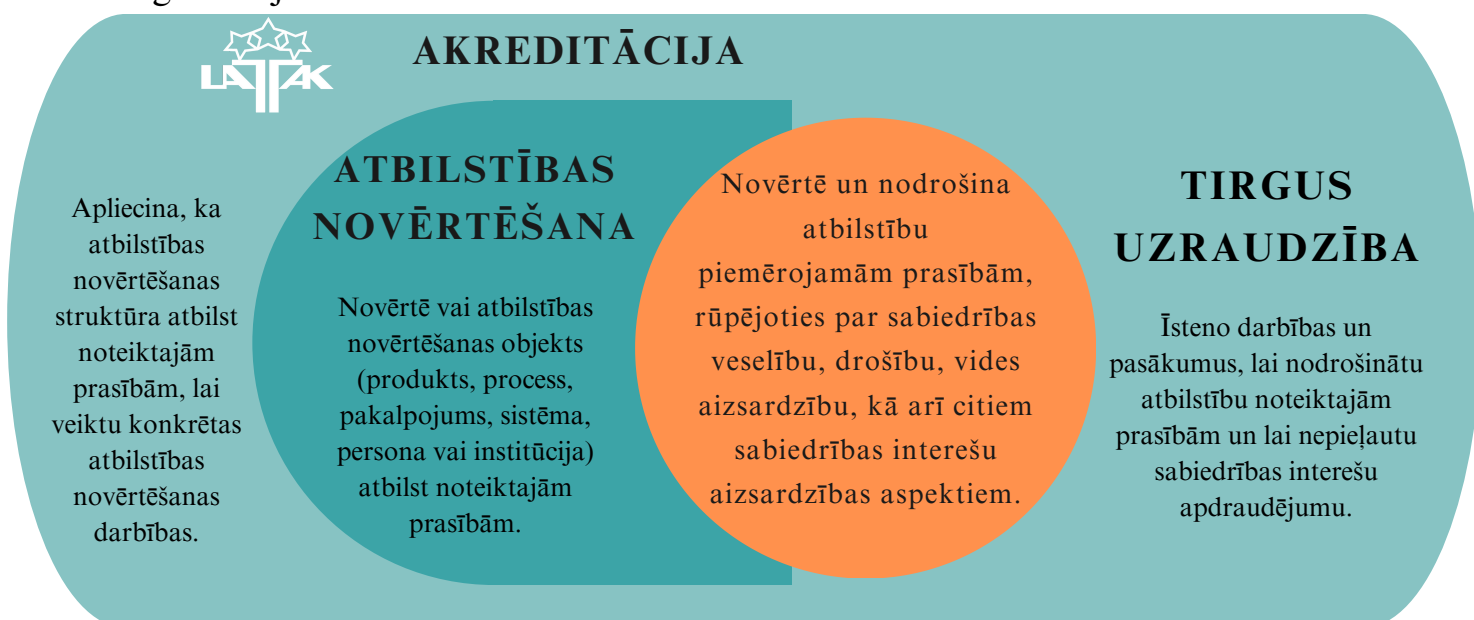 LATAK
AKREDITĀCIJA
Apliecina, ka
atbilstības
novērtēšanas
struktūra atbilst
noteiktajām
prasībām, lai
veiktu konkrētas
atbilstības
novērtēšanas
darbības.
ATBILSTĪBAS
NOVĒRTĒŠANA
Novērtē vai atbilstības
novērtēšanas objekts
(produkts, process,
pakalpojums, sistēma,
persona vai institūcija)
atbilst noteiktajām
prasībām.
Novērtē un nodrošina
atbilstību
piemērojamām prasībām,
rūpējoties par sabiedrības
veselību, drošību, vides
aizsardzību, kā arī citiem
sabiedrības interešu
aizsardzības aspektiem.
TIRGUS
UZRAUDZĪBA
Īsteno darbības un
pasākumus, lai nodrošinātu
atbilstību noteiktajām
prasībām un lai nepieļautu
sabiedrības interešu
apdraudējumu.